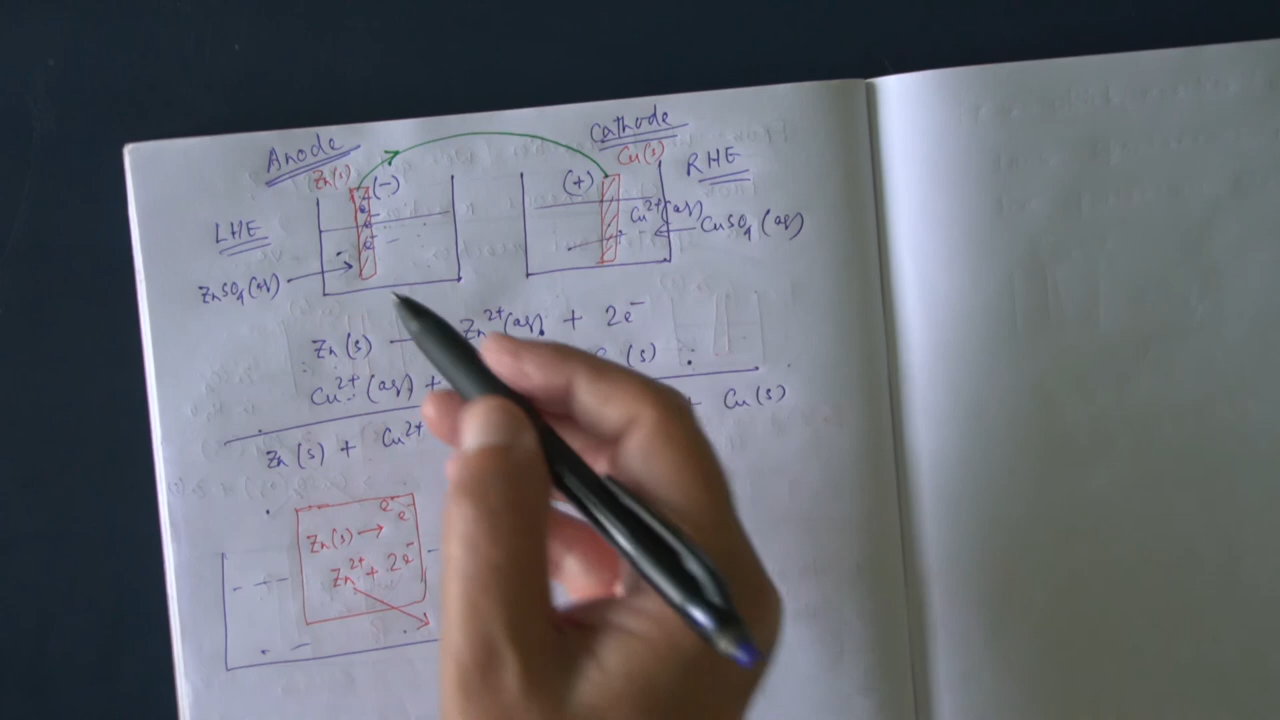 Anode
Cathode
Zn(s)
Cu(s)
(-)
(+)
RHE
LHE
e⁻
e⁻
e⁻
Cu²⁺(aq)
CuSO₄(aq)
ZnSO₄(aq)
Zn(s) Zn²⁺(aq) + 2e⁻
Cu²⁺(aq) + (s)
Zn(s) + Cu²⁺ + Cu(s)
e⁻ e⁻
Zn(s) →
Zn²⁺ + 2e⁻